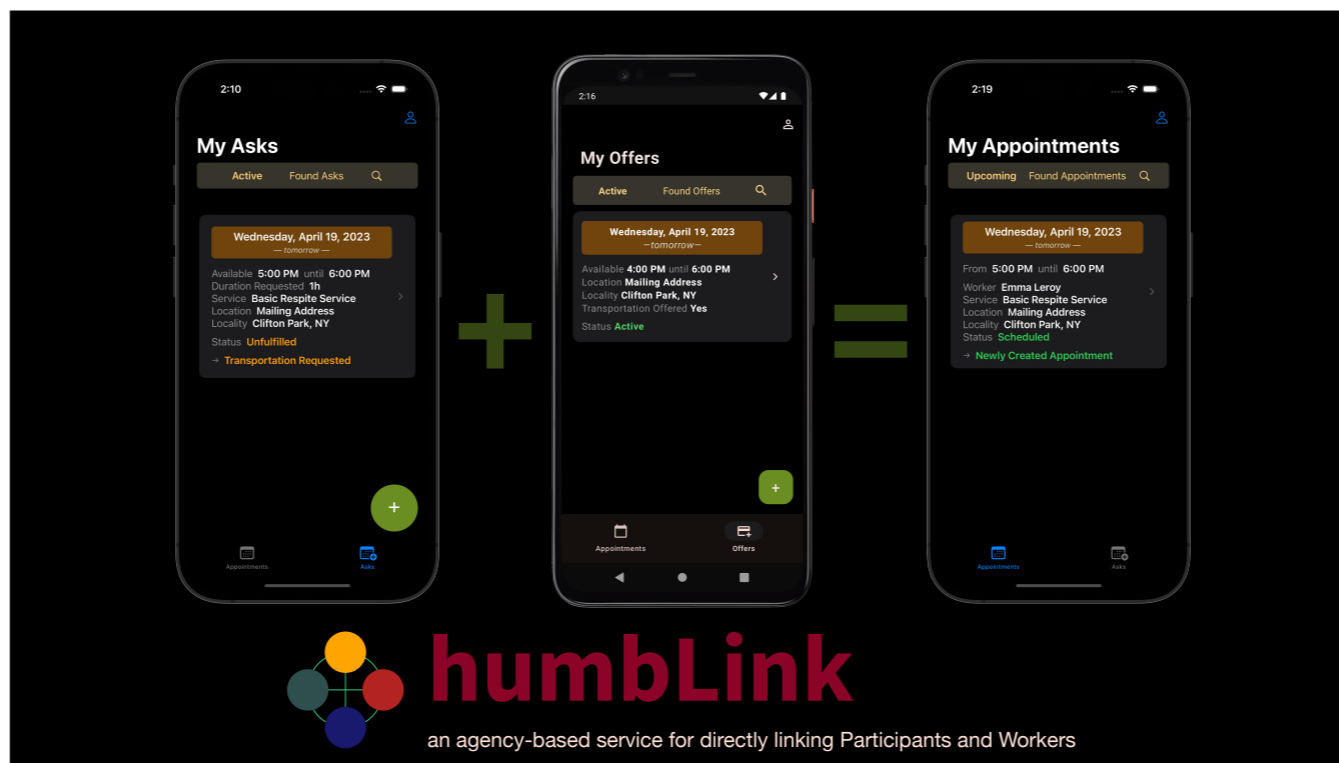 2:10
My Asks
Active Found Asks
Wednesday, April 19, 2023
— tomorrow —
Available 5:00 PM until 6:00 PM
Duration Requested 1h
Service Basic Respite Service
Location Mailing Address
Locality Clifton Park, NY
Status Unfulfilled
→ Transportation Requested
+
Appointments Asks
+
2:16
My Offers
Active Found Offers
Wednesday, April 19, 2023
—tomorrow—
Available 4:00 PM until 6:00 PM
Location Mailing Address
Locality Clifton Park, NY
Transportation Offered Yes
Status Active
+
Appointments Offers
=
2:19
My Appointments
Upcoming Found Appointments
Wednesday, April 19, 2023
— tomorrow —
From 5:00 PM until 6:00 PM
Worker Emma Leroy
Service Basic Respite Service
Location Mailing Address
Locality Clifton Park, NY
Status Scheduled
→ Newly Created Appointment
Appointments Asks
humbLink
an agency-based service for directly linking Participants and Workers